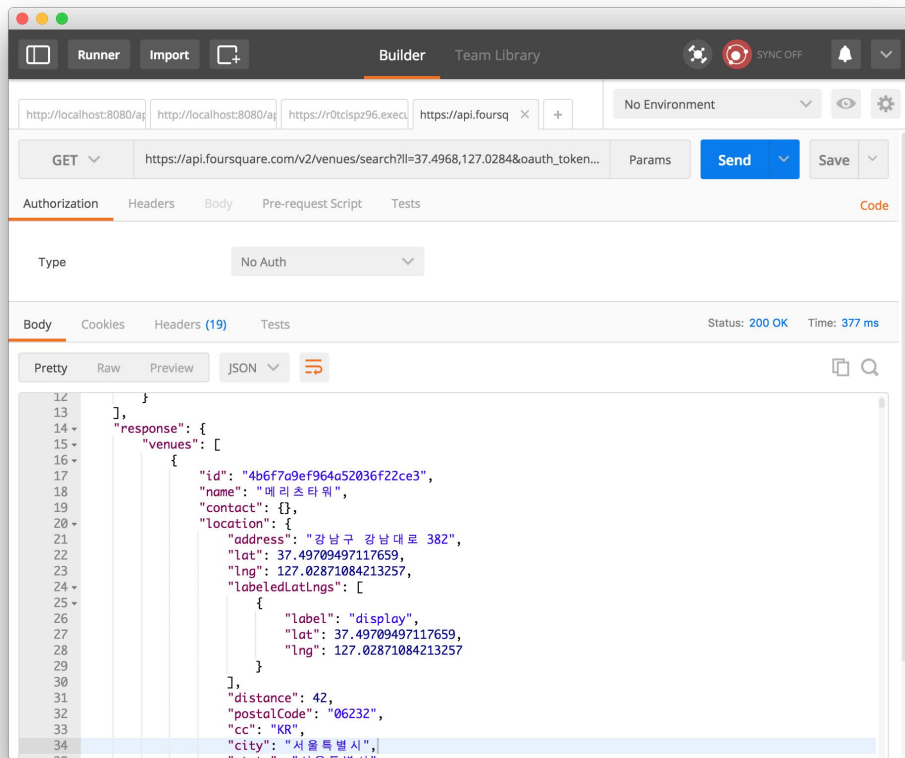 Runner Import Builder Team Library SYNC OFF
http://localhost:8080/ap http://localhost:8080/ap https://r0tcispz96.execu https://api.foursq × + No Environment
GET https://api.foursquare.com/v2/venues/search?ll=37.4968,127.0284&oauth_token... Params Send Save
Authorization Headers Body Pre-request Script Tests Code
Type No Auth
Body Cookies Headers (19) Tests Status: 200 OK Time: 377 ms
Pretty Raw Preview JSON
12 }
13 ],
14 "response": {
15 "venues": [
16 {
17 "id": "4b6f7a9ef964a52036f22ce3",
18 "name": "메리츠타워",
19 "contact": {},
20 "location": {
21 "address": "강남구 강남대로 382",
22 "lat": 37.49709497117659,
23 "lng": 127.02871084213257,
24 "labeledLatLngs": [
25 {
26 "label": "display",
27 "lat": 37.49709497117659,
28 "lng": 127.02871084213257
29 }
30 ],
31 "distance": 42,
32 "postalCode": "06232",
33 "cc": "KR",
34 "city": "서울특별시",